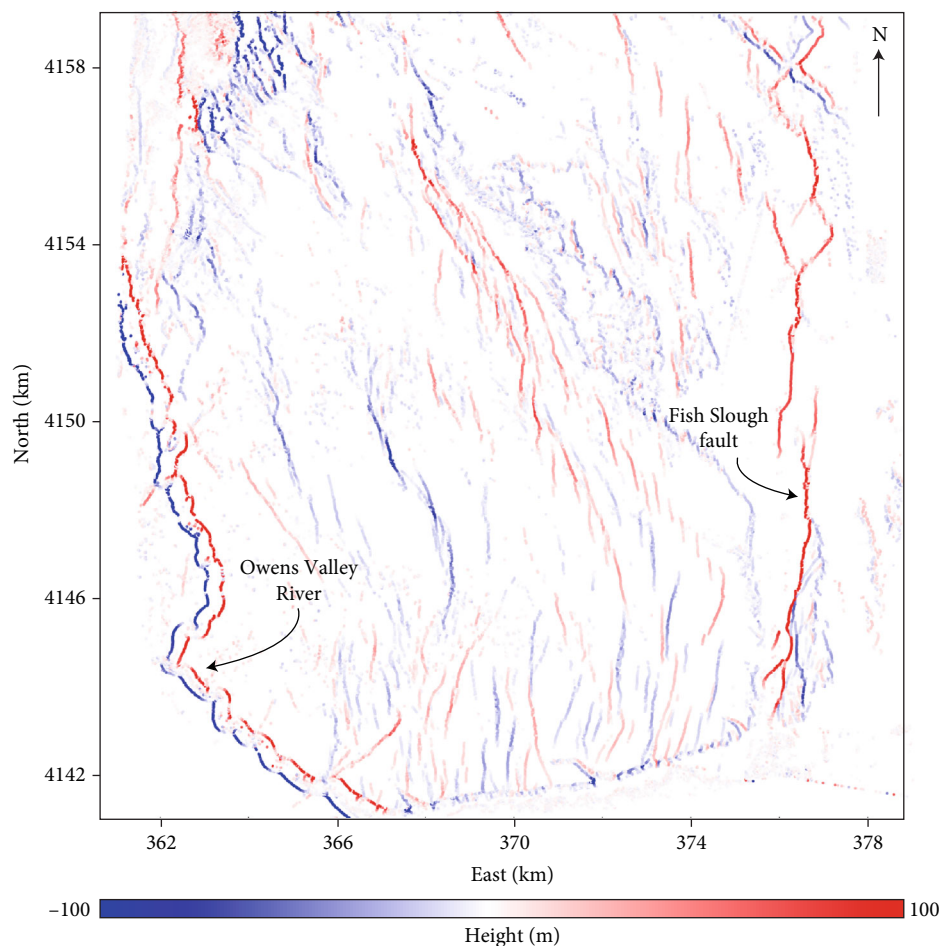 N
4158
4154
4150
4146
4142
North (km)
Fish Slough
fault
Owens Valley
River
362
366
370
374
378
East (km)
–100
100
Height (m)